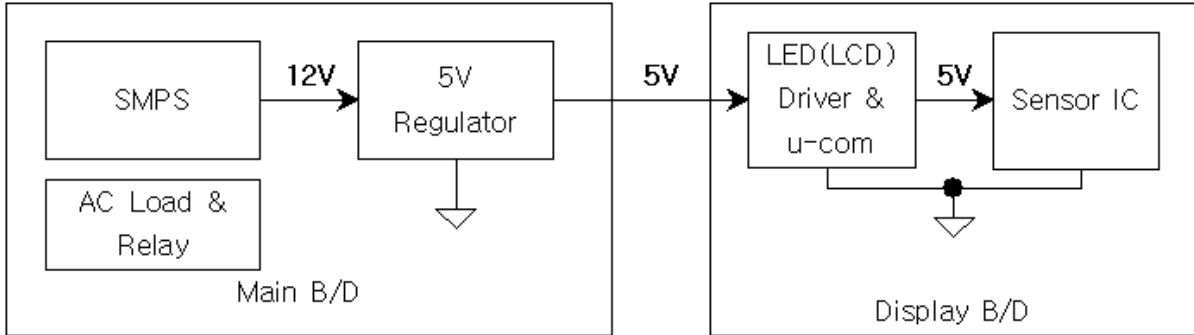 SMPS
12V
5V
Regulator
5V
LED(LCD)
Driver &
u-com
5V
Sensor IC
AC Load &
Relay
Main B/D
Display B/D